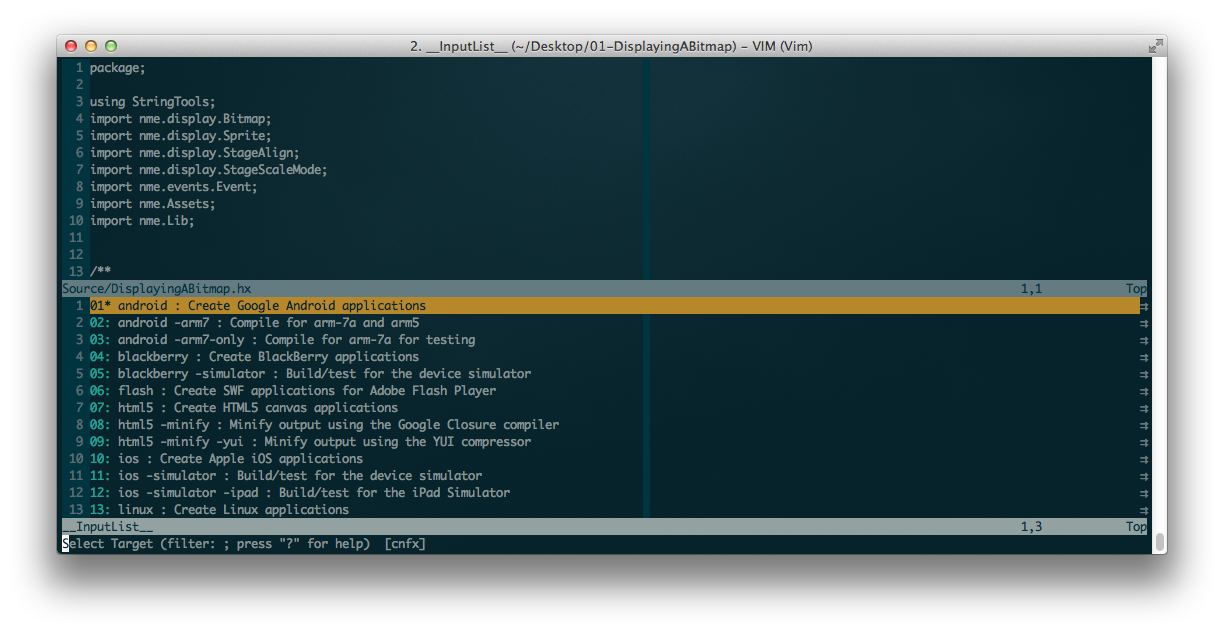 2. __InputList__ (~/Desktop/01-DisplayingABitmap) – VIM (Vim)
1 package;
2
3 using StringTools;
4 import nme.display.Bitmap;
5 import nme.display.Sprite;
6 import nme.display.StageAlign;
7 import nme.display.StageScaleMode;
8 import nme.events.Event;
9 import nme.Assets;
10 import nme.Lib;
11
12
13 /**
Source/DisplayingABitmap.hx 1,1 Top
1 01* android : Create Google Android applications ⇉
2 02: android -arm7 : Compile for arm-7a and arm5 ⇉
3 03: android -arm7-only : Compile for arm-7a for testing ⇉
4 04: blackberry : Create BlackBerry applications ⇉
5 05: blackberry -simulator : Build/test for the device simulator ⇉
6 06: flash : Create SWF applications for Adobe Flash Player ⇉
7 07: html5 : Create HTML5 canvas applications ⇉
8 08: html5 -minify : Minify output using the Google Closure compiler ⇉
9 09: html5 -minify -yui : Minify output using the YUI compressor ⇉
10 10: ios : Create Apple iOS applications ⇉
11 11: ios -simulator : Build/test for the device simulator ⇉
12 12: ios -simulator -ipad : Build/test for the iPad Simulator ⇉
13 13: linux : Create Linux applications ⇉
__InputList__ 1,3 Top
Select Target (filter: ; press "?" for help) [cnfx]